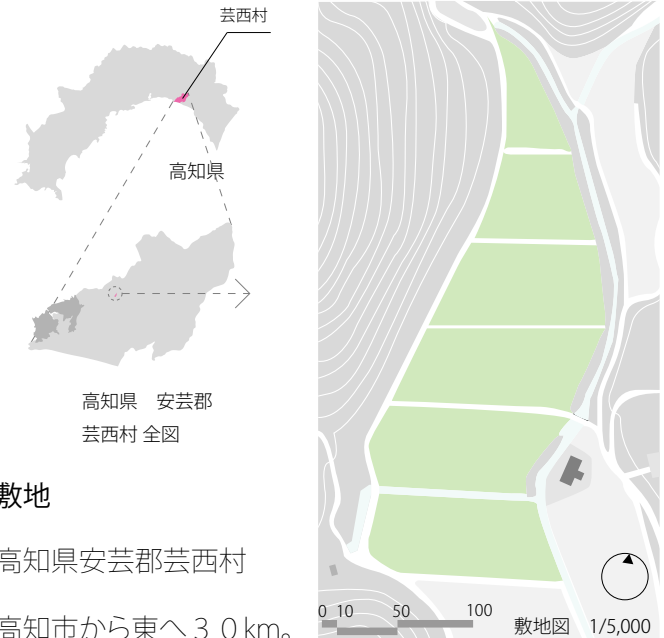 芸西村
高知県
高知県　安芸郡
芸西村 全図
敷地
高知県安芸郡芸西村
高知市から東へ３０km。
0 10 50 100
敷地図 1/5,000